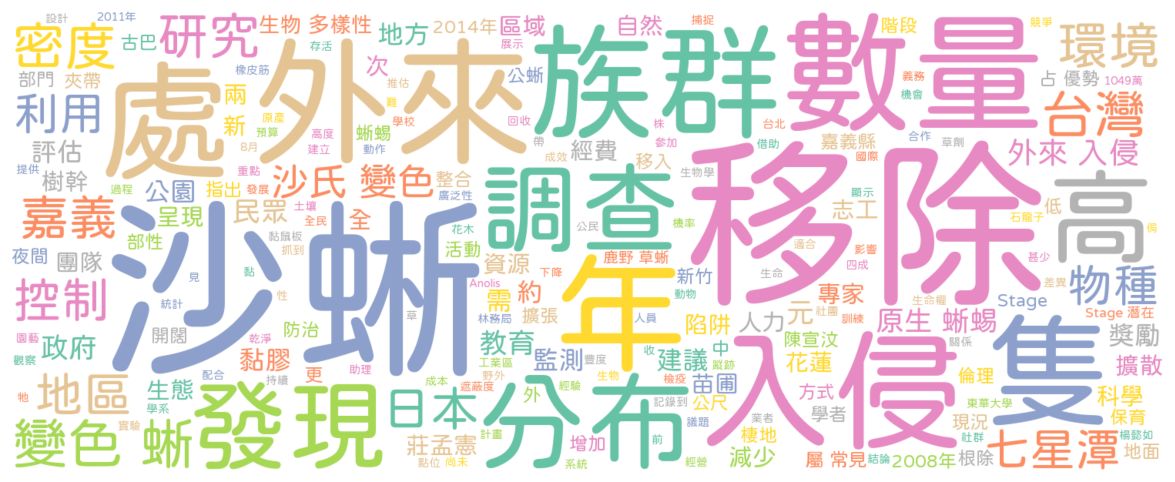 設計 2011年
密度 古巴 研究 生物 多樣性 地方 2014年 區域 自然 捕捉 階段 競爭 環境
存活 展示
部門 夾帶 橡皮筋 次 公蜥 族群 數量 義務 占 優勢 1049萬
處 外來 推估 龜 機會
利用 兩 新 原產 預算 蜥蜴 學校 回收 株 台北 嘉義縣 合作 草劑 台灣
8月 高度 建立 動作 帶 參加 借助
評估 重點 成效 經費 移入 國際 外來 入侵
提供 樹幹 過程 公園 指出 發展 沙氏 變色 整合 生物學 顯示 低 石龍子
嘉義 呈現 民眾 土壤 全民 全 廣泛性 調查 移除 志工 高 侷
部性 黏鼠板 花木 公民 機率 適合 影響 甚少
夜間 團隊 抓到 活動 資源 下降 鹿野 草蜥 四成 差異
見 黏 沙蜥 Anolis 年 新竹 生命 物種
控制 統計 性 需 約 動物 元 專家 生命權 Stage Stage 潛在
草 林務局 擴張 人員 陷阱 人力 社團 訓練 原生 蜥蜴 獎勵
園藝 開闊 乾淨 防治 教育 工業區 收 中 陳宣汶 關係 隻
觀察 政府 黏膠 更 助理 監測 豐度 建議 蹤跡 花蓮 擴散
牠 地區 生態 配合 持續 成本 遮蔽度 野外 檢疫 苗圃 方式 倫理 科學
學系 日本 外 經驗 生物 公尺 入侵 學者 東華大學 保育
實驗 發現 莊孟憲 計畫 分布 記錄到 議題 業者 棲地 現況 社群 楊懿如
變色 蜥 點位 尚未 增加 系統 前 經營 減少 屬 常見 結論 2008年 根除 七星潭 地面